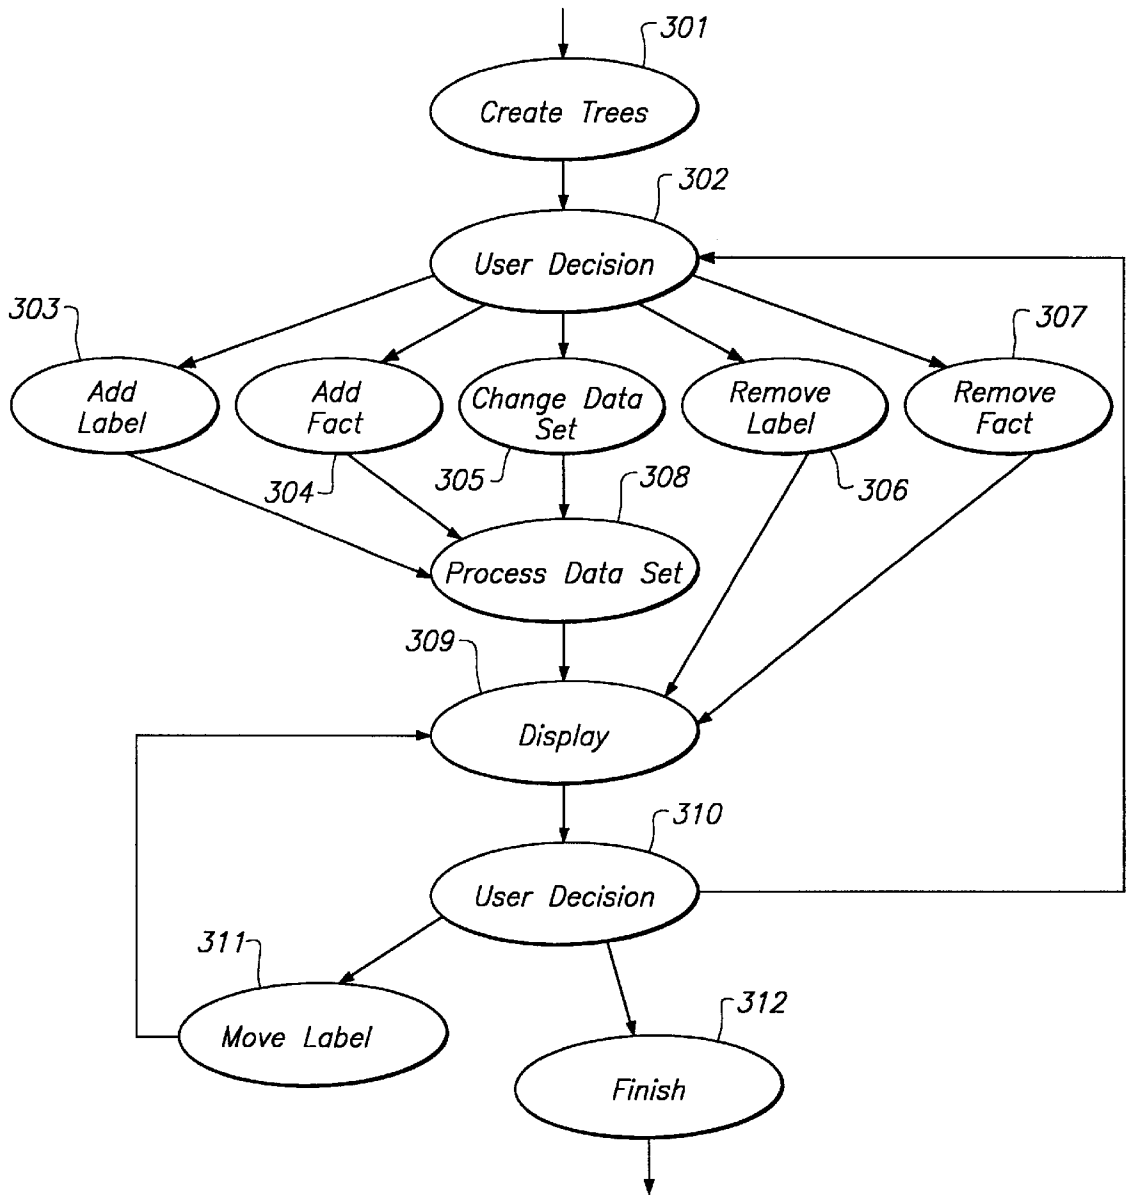 301
Create Trees
302
User Decision
303
307
Add
Label
Add
Fact
Change Data
Set
Remove
Label
Remove
Fact
304
305
308
306
Process Data Set
309
Display
310
User Decision
311
312
Move Label
Finish